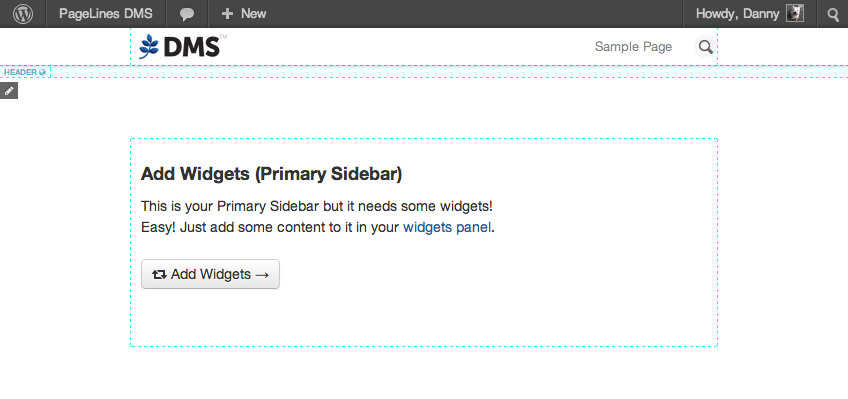 PageLines DMS
New
Howdy, Danny
DMS™
Sample Page
HEADER
Add Widgets (Primary Sidebar)
This is your Primary Sidebar but it needs some widgets!
Easy! Just add some content to it in your widgets panel.
Add Widgets →